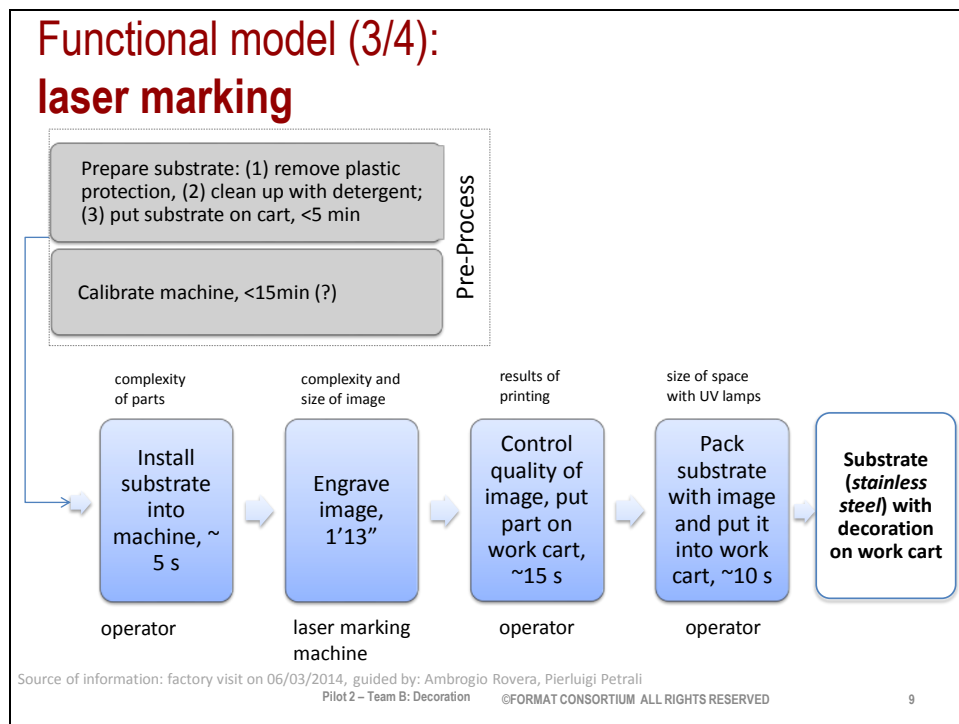 Functional model (3/4):
laser marking
Prepare substrate: (1) remove plastic
protection, (2) clean up with detergent;
(3) put substrate on cart, <5 min
Calibrate machine, <15min (?)
Pre-Process
complexity
of parts
Install
substrate
into
machine, ~
5 s
operator
complexity and
size of image
Engrave
image,
1’13”
laser marking
machine
results of
printing
Control
quality of
image, put
part on
work cart,
~15 s
operator
size of space
with UV lamps
Pack
substrate
with image
and put it
into work
cart, ~10 s
operator
Substrate
(stainless
steel) with
decoration
on work cart
Source of information: factory visit on 06/03/2014, guided by: Ambrogio Rovera, Pierluigi Petrali
Pilot 2 – Team B: Decoration ©FORMAT CONSORTIUM ALL RIGHTS RESERVED 9